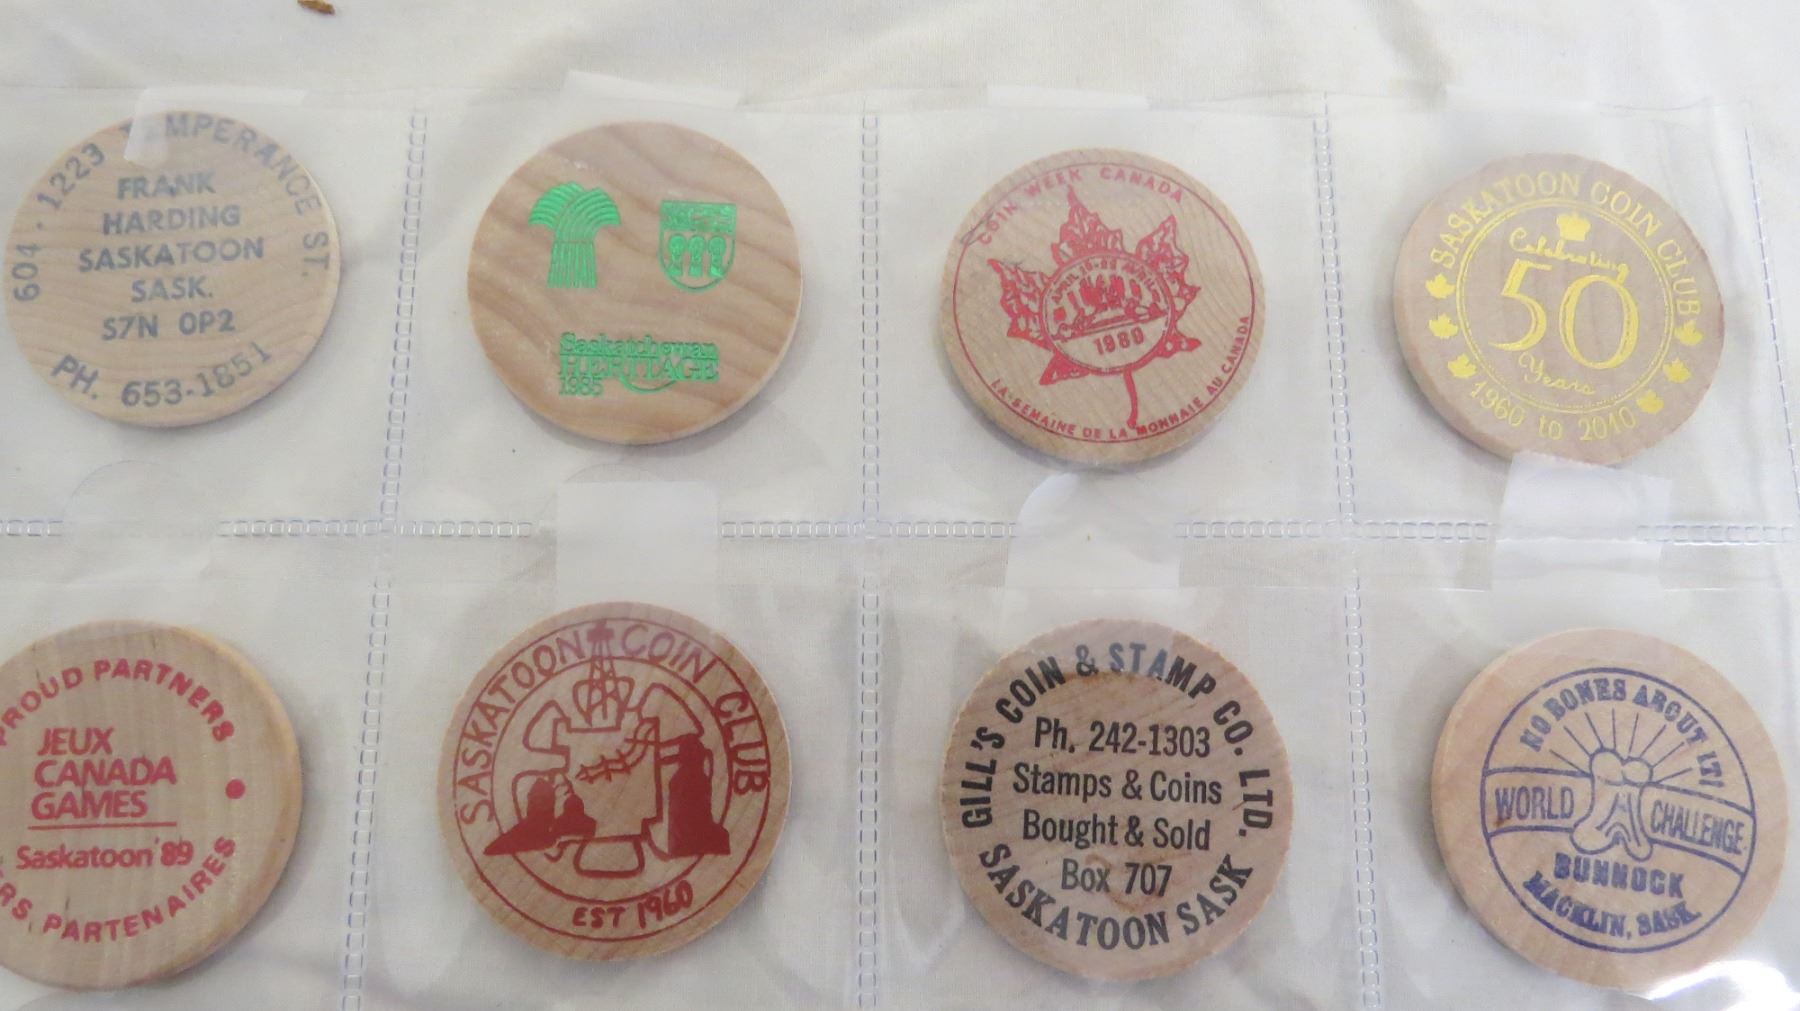 604 - 1223 TEMPERANCE ST.
FRANK
HARDING
SASKATOON
SASK.
S7N 0P2
PH. 653-1851
Saskatchewan
HERITAGE
1985
COIN WEEK CANADA
1989
LA SEMAINE DE LA MONNAIE AU CANADA
SASKATOON COIN CLUB
Celebrating
50
Years
1960 to 2010
PROUD PARTNERS
JEUX
CANADA
GAMES
Saskatoon '89
PARTENAIRES
SASKATOON COIN CLUB
EST 1960
GILL'S COIN & STAMP CO. LTD.
Ph. 242-1303
Stamps & Coins
Bought & Sold
Box 707
SASKATOON SASK
NO BONES ABOUT IT!
WORLD CHALLENGE
BUNNOCK
MACKLIN, SASK.